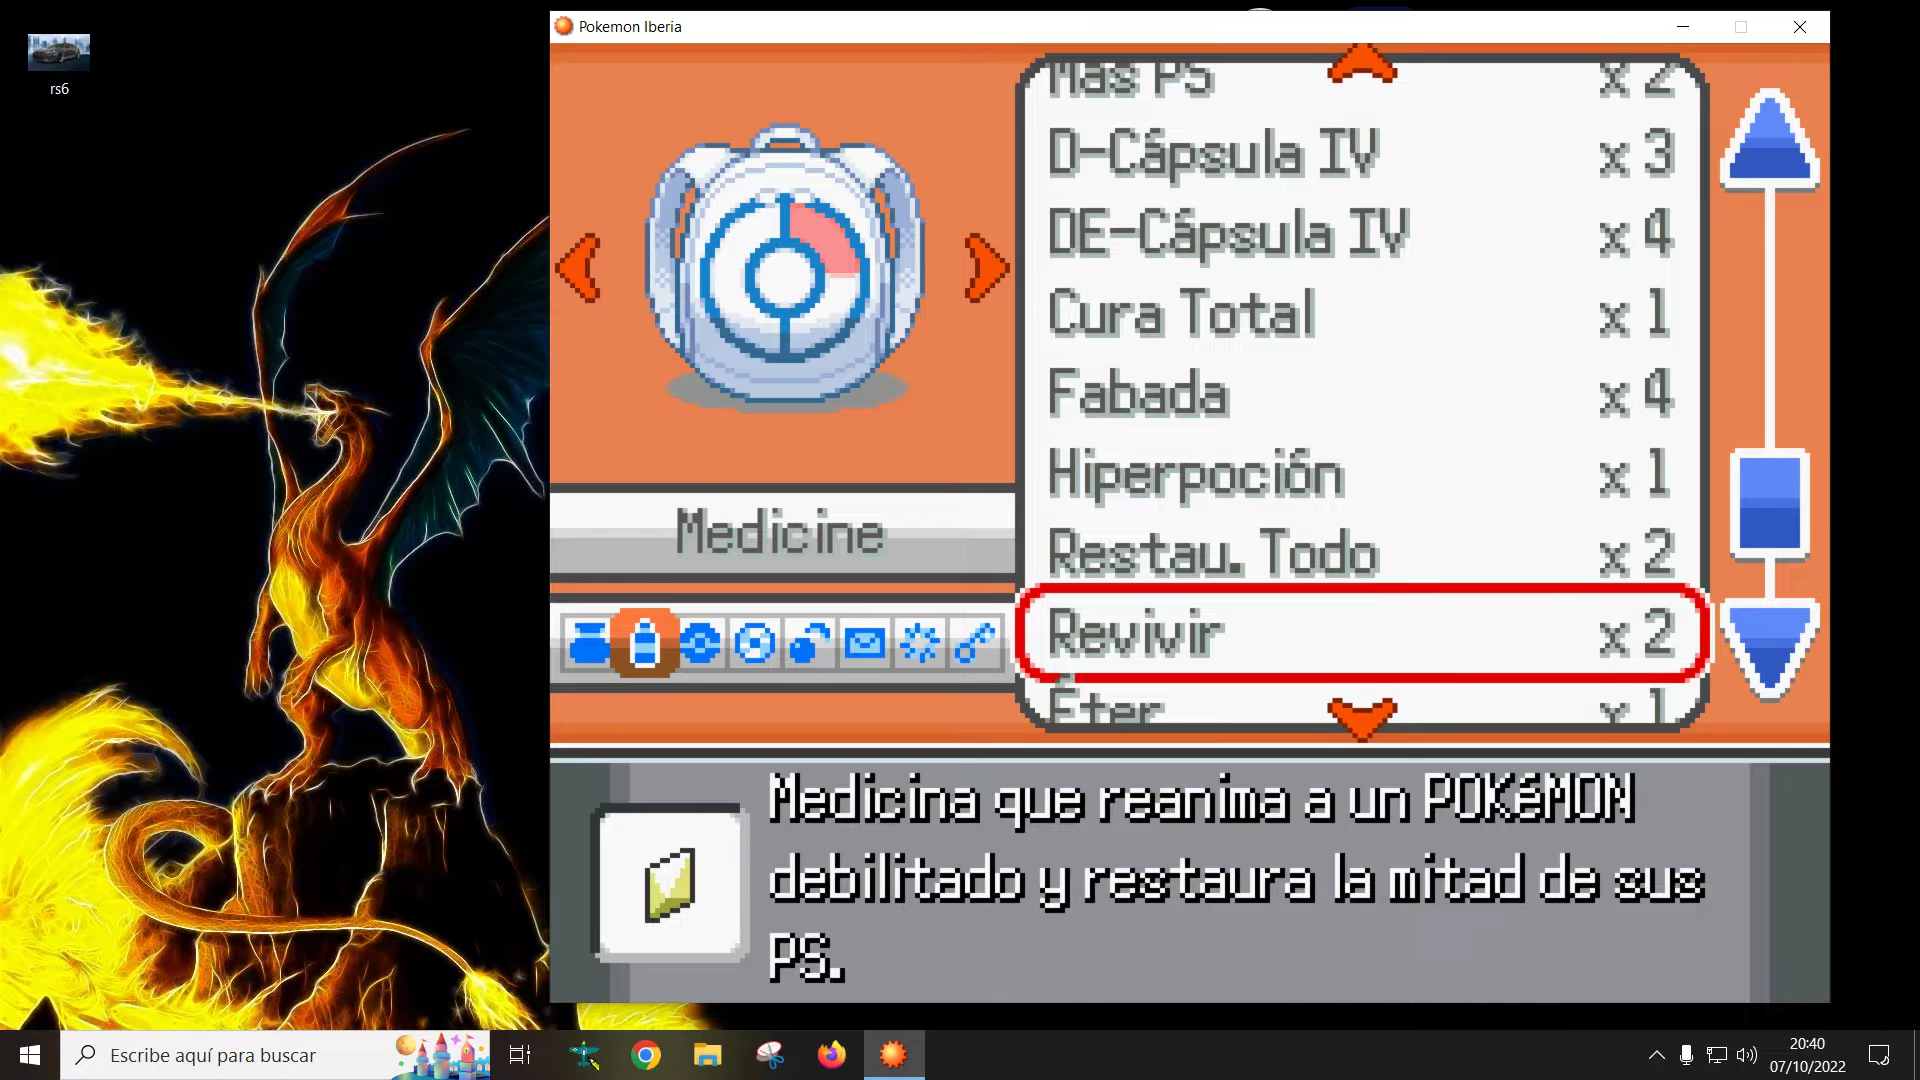 rs6
Pokemon Iberia
Más PS x 2
D-Cápsula IV x 3
DE-Cápsula IV x 4
Cura Total x 1
Fabada x 4
Hiperpoción x 1
Restau. Todo x 2
Revivir x 2
Éter x 1
Medicine
Medicina que reanima a un POKéMON
debilitado y restaura la mitad de sus
PS.
Escribe aquí para buscar
20:40
07/10/2022